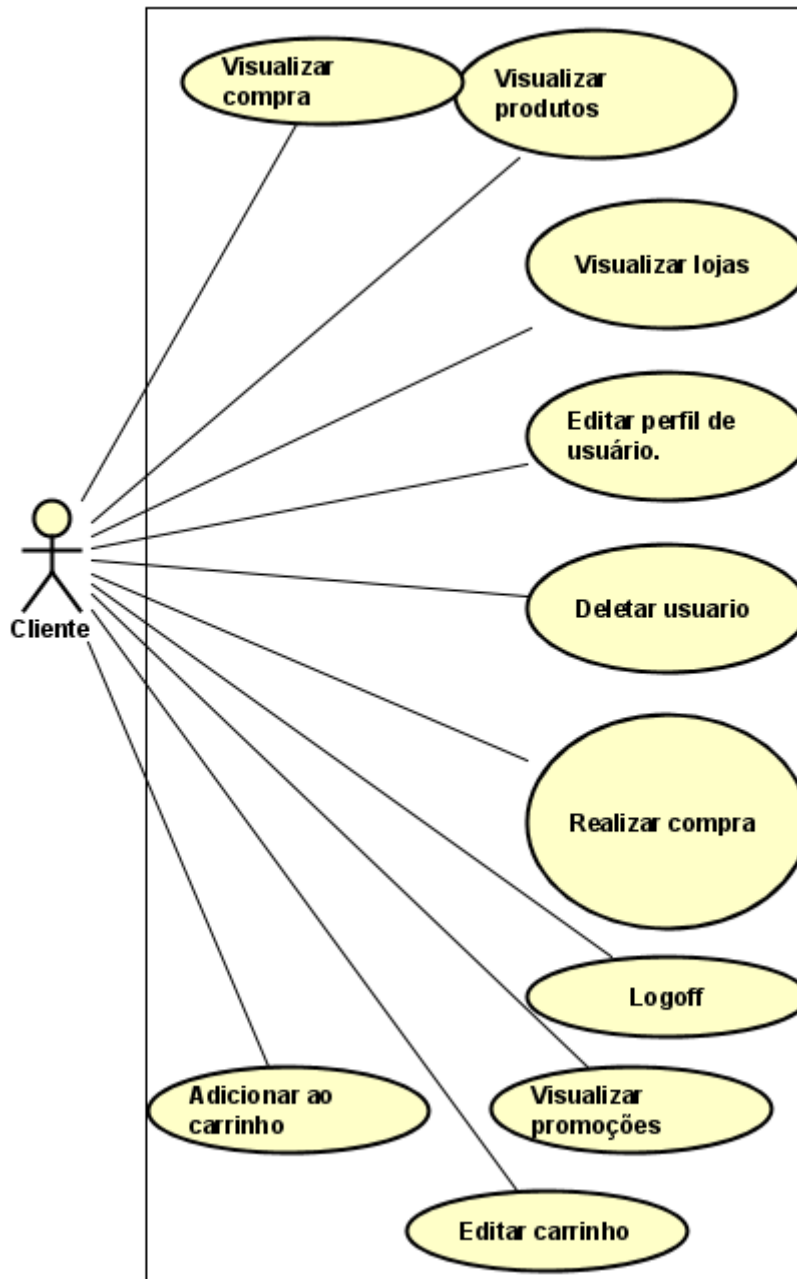 Visualizar
compra
Visualizar
produtos
Visualizar lojas
Editar perfil de
usuário.
Cliente
Deletar usuario
Realizar compra
Logoff
Adicionar ao
carrinho
Visualizar
promoções
Editar carrinho